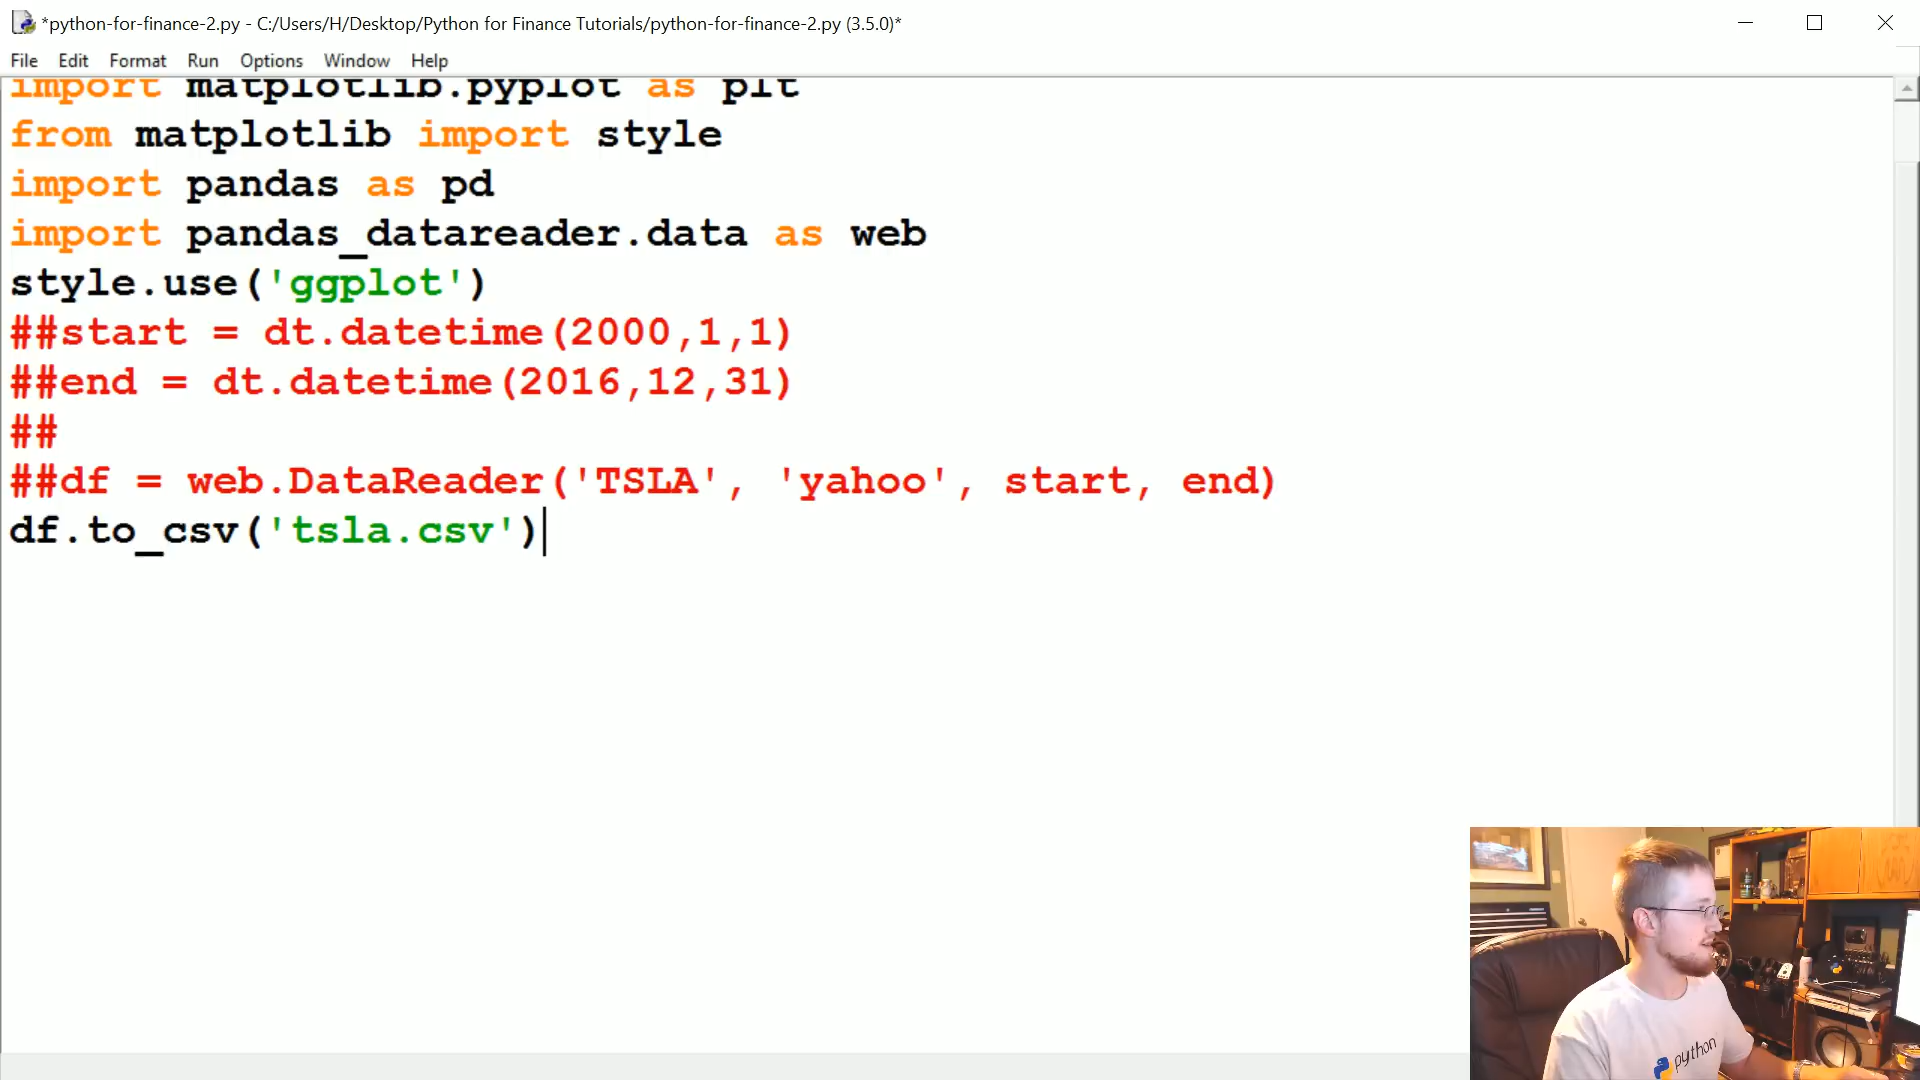 *python-for-finance-2.py - C:/Users/H/Desktop/Python for Finance Tutorials/python-for-finance-2.py (3.5.0)*
File Edit Format Run Options Window Help
import matplotlib.pyplot as plt
from matplotlib import style
import pandas as pd
import pandas_datareader.data as web
style.use('ggplot')
##start = dt.datetime(2000,1,1)
##end = dt.datetime(2016,12,31)
##
##df = web.DataReader('TSLA', 'yahoo', start, end)
df.to_csv('tsla.csv')
python